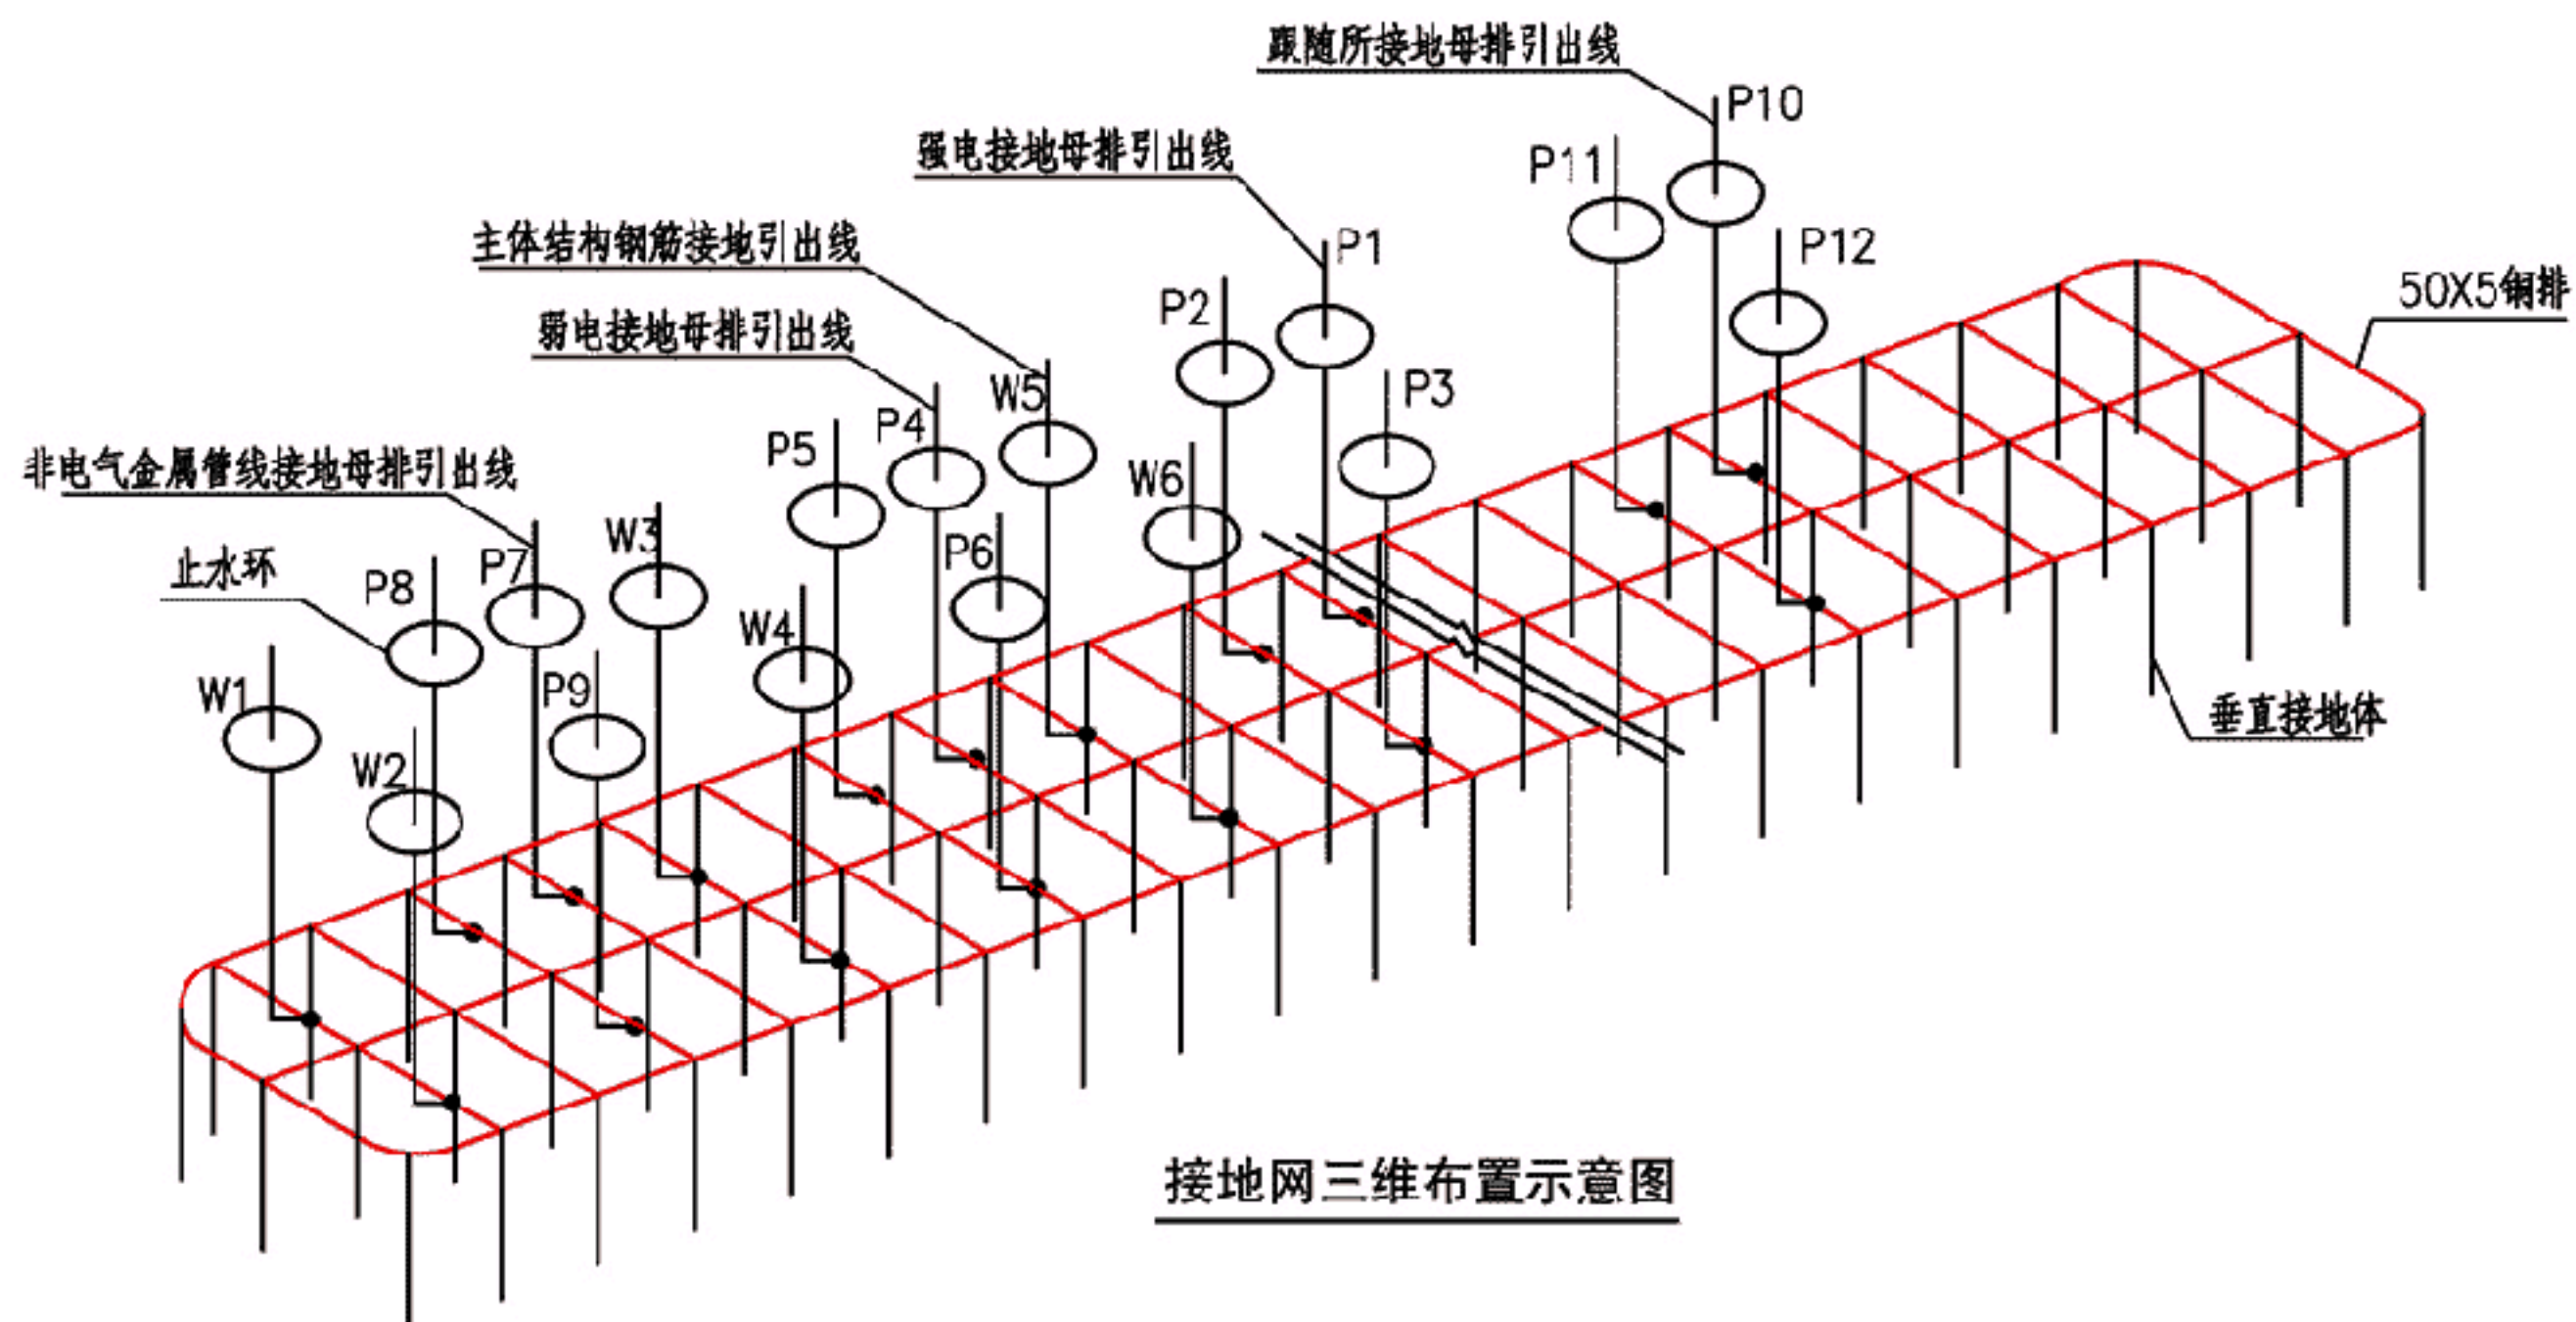 跟随所接地母排引出线
P10
强电接地母排引出线
P11
主体结构钢筋接地引出线
P1
P12
50X5铜排
P2
弱电接地母排引出线
W5
P3
P4
P5
W6
非电气金属管线接地母排引出线
W3
P6
止水环
P8
P7
W4
W1
P9
W2
垂直接地体
接地网三维布置示意图